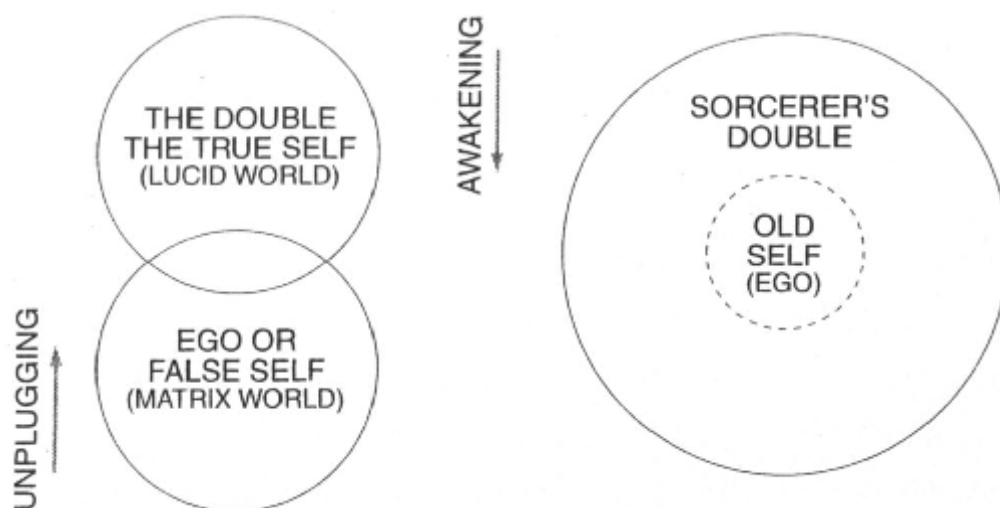 THE DOUBLE
THE TRUE SELF
(LUCID WORLD)
EGO OR
FALSE SELF
(MATRIX WORLD)
UNPLUGGING
AWAKENING
SORCERER'S
DOUBLE
OLD
SELF
(EGO)